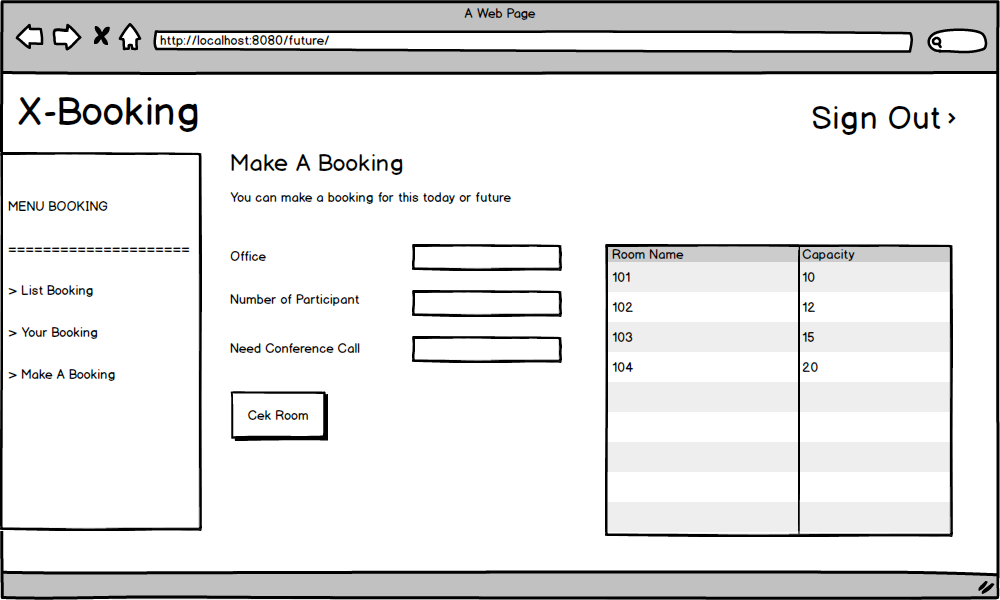 A Web Page
http://localhost:8080/future/
X-Booking
Sign Out
MENU BOOKING
=====================
> List Booking
> Your Booking
> Make A Booking
Make A Booking
You can make a booking for this today or future
Office
Number of Participant
Need Conference Call
Cek Room
Room Name Capacity
101 10
102 12
103 15
104 20